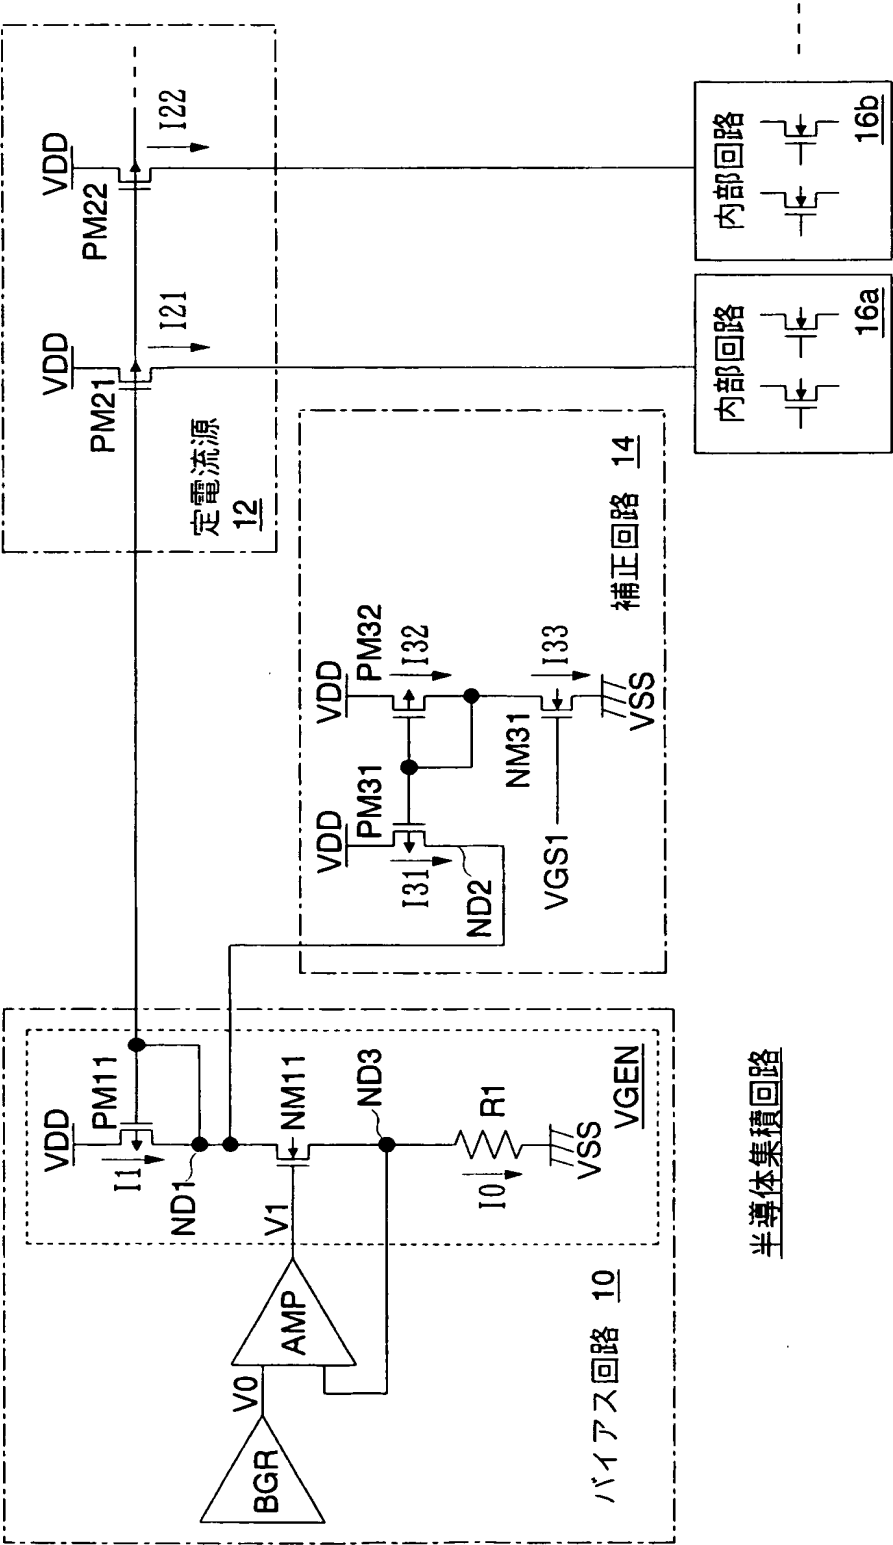 バイアス回路 10
BGR
V0
AMP
V1
VDD
PM11
I1
ND1
NM11
ND3
R1
I0
VSS
VGEN
補正回路 14
VDD
PM31
I31
ND2
VDD
PM32
I32
NM31
I33
VGS1
VSS
定電流源
12
VDD
PM21
I21
VDD
PM22
I22
内部回路
16a
内部回路
16b
半導体集積回路